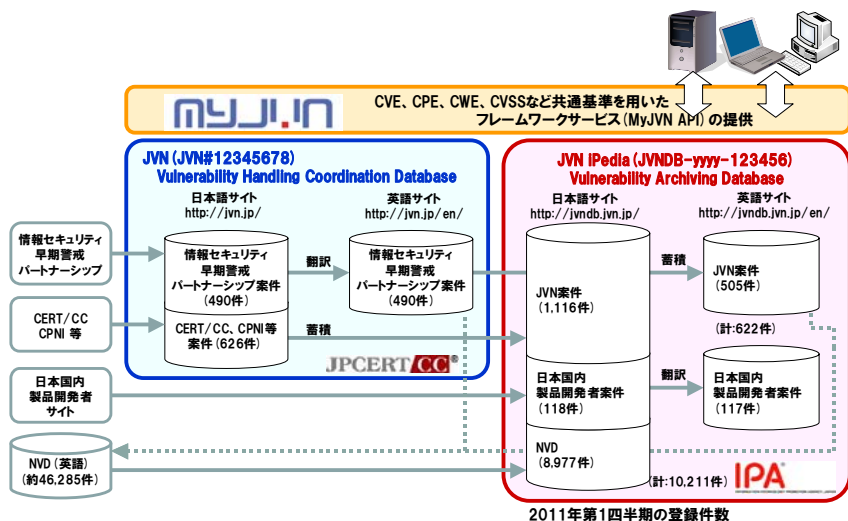 MyJVN
CVE、CPE、CWE、CVSSなど共通基準を用いた
フレームワークサービス(MyJVN API)の提供
JVN(JVN#12345678)
Vulnerability Handling Coordination Database
日本語サイト
http://jvn.jp/
英語サイト
http://jvn.jp/en/
JVN iPedia(JVNDB-yyyy-123456)
Vulnerability Archiving Database
日本語サイト
http://jvndb.jvn.jp/
英語サイト
http://jvndb.jvn.jp/en/
情報セキュリティ
早期警戒
パートナーシップ
情報セキュリティ
早期警戒
パートナーシップ案件
(490件)
翻訳
情報セキュリティ
早期警戒
パートナーシップ案件
(490件)
JVN案件
(1,116件)
蓄積
JVN案件
(505件)
(計:622件)
CERT/CC
CPNI 等
CERT/CC、CPNI等
案件(626件)
蓄積
JPCERT CC®
日本国内
製品開発者
サイト
日本国内
製品開発者案件
(118件)
翻訳
日本国内
製品開発者案件
(117件)
NVD(英語)
(約46,285件)
NVD
(8,977件)
(計:10,211件)
IPA
2011年第1四半期の登録件数